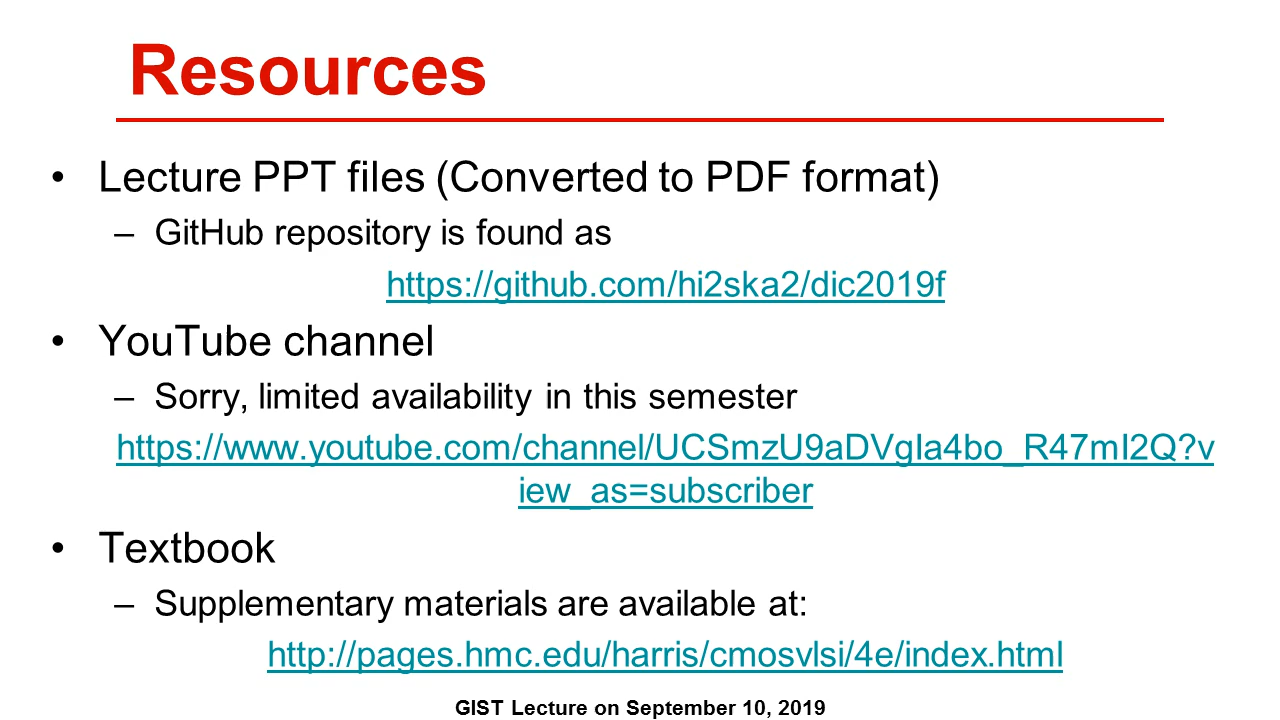 Resources
• Lecture PPT files (Converted to PDF format)
– GitHub repository is found as
https://github.com/hi2ska2/dic2019f
• YouTube channel
– Sorry, limited availability in this semester
https://www.youtube.com/channel/UCSmzU9aDVgIa4bo_R47mI2Q?v
iew_as=subscriber
• Textbook
– Supplementary materials are available at:
http://pages.hmc.edu/harris/cmosvlsi/4e/index.html
GIST Lecture on September 10, 2019